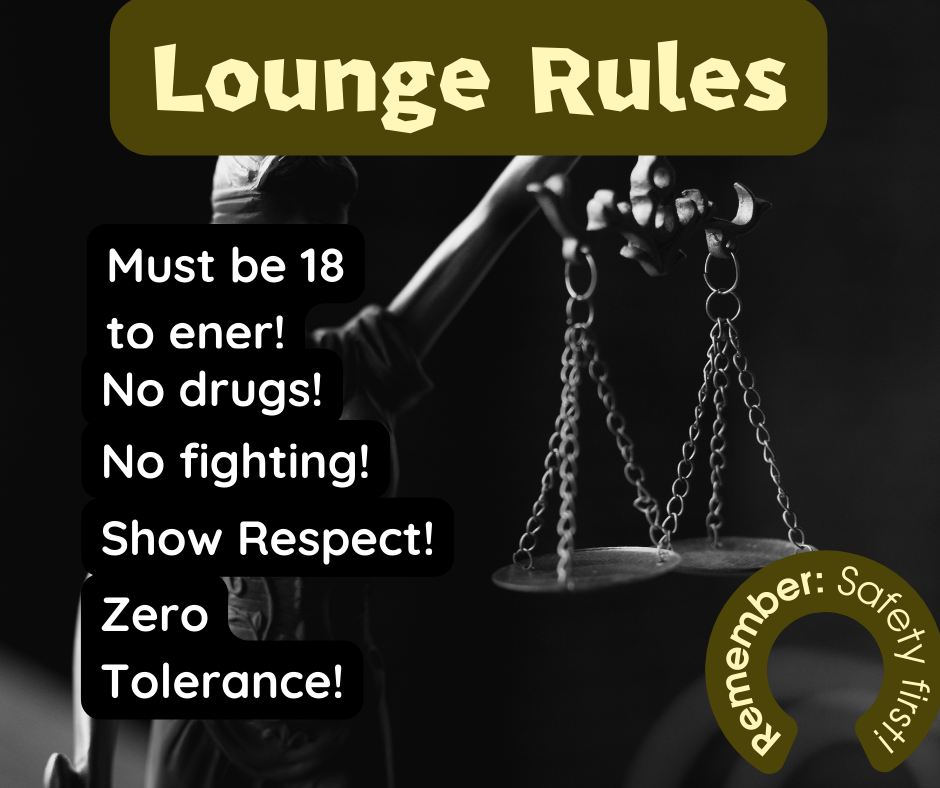 Lounge Rules
Must be 18
to ener!
No drugs!
No fighting!
Show Respect!
Zero
Tolerance!
Remember: Safety first!